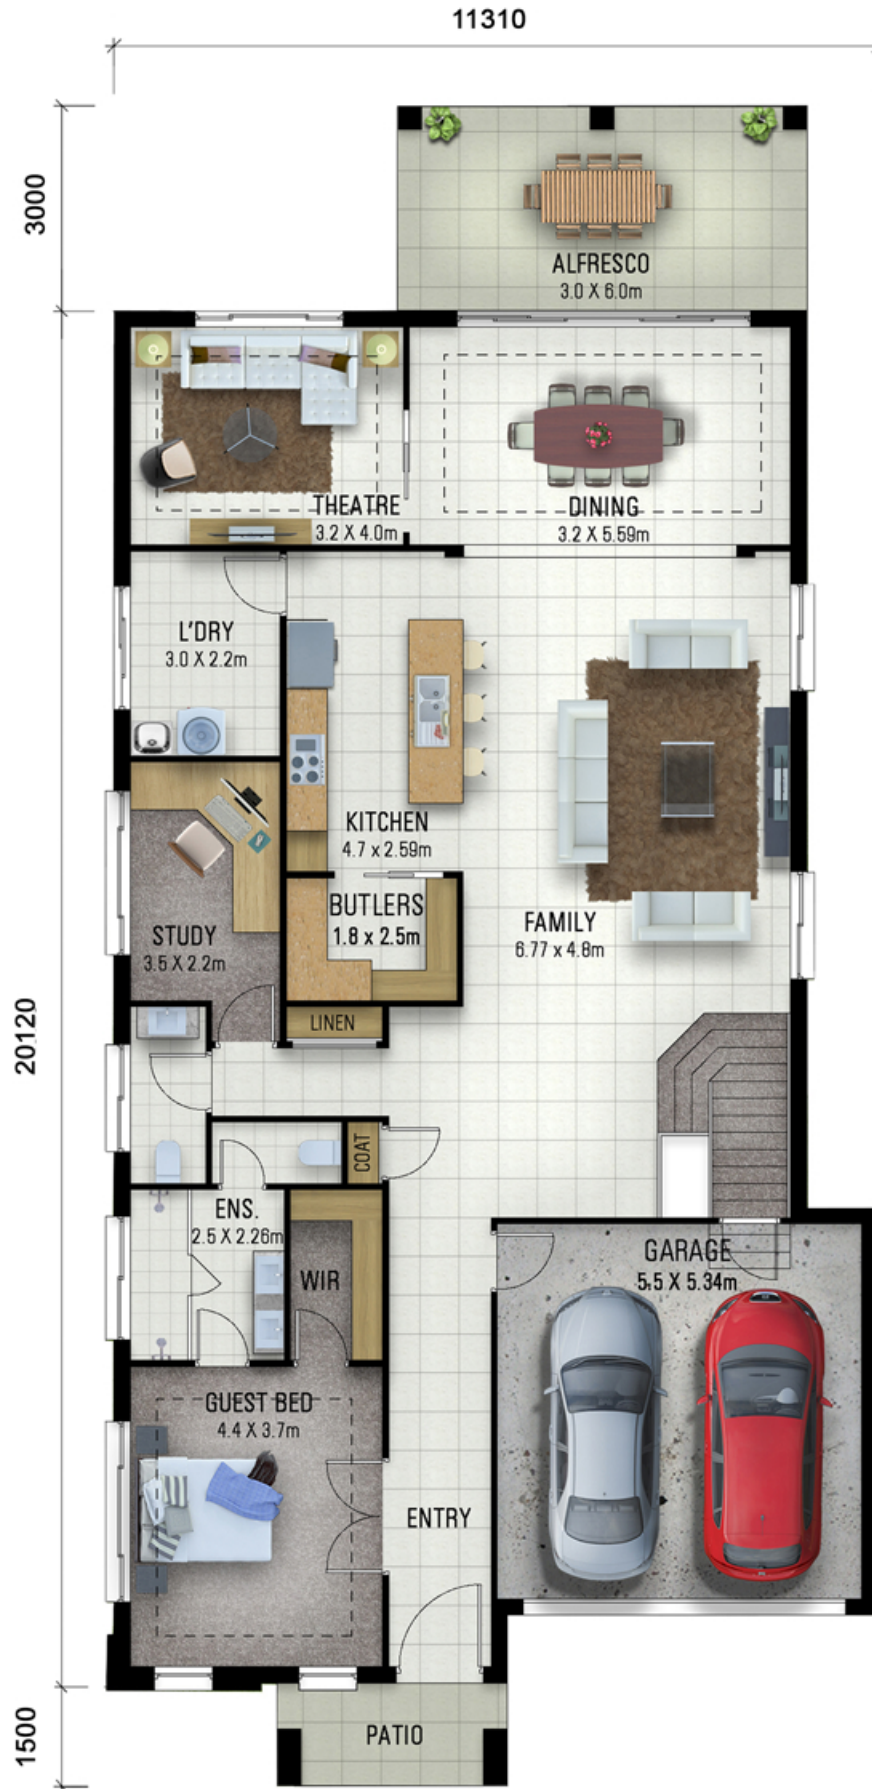 11310
3000
ALFRESCO
3.0 X 6.0m
THEATRE
3.2 X 4.0m
DINING
3.2 X 5.59m
L'DRY
3.0 X 2.2m
KITCHEN
4.7 x 2.59m
BUTLERS
1.8 x 2.5m
FAMILY
6.77 x 4.8m
STUDY
3.5 X 2.2m
LINEN
20120
COAT
ENS.
2.5 X 2.26m
WIR
GARAGE
5.5 X 5.34m
GUEST BED
4.4 X 3.7m
ENTRY
PATIO
1500